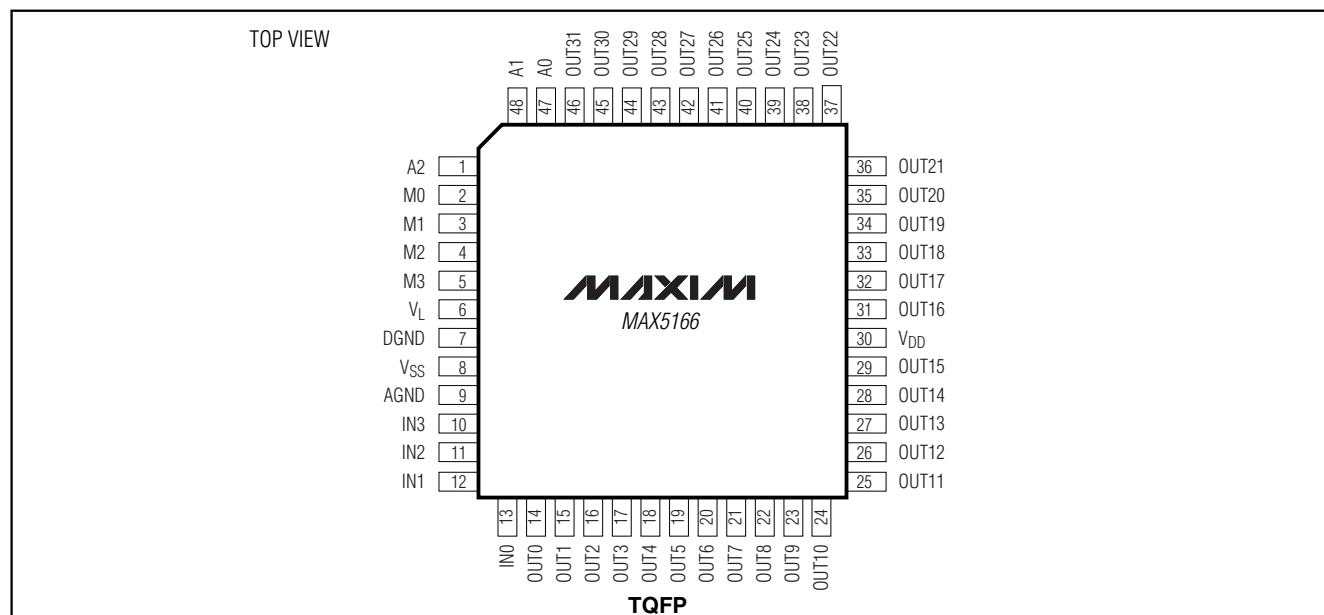 TOP VIEW
A1 A0 OUT31 OUT30 OUT29 OUT28 OUT27 OUT26 OUT25 OUT24 OUT23 OUT22
48 47 46 45 44 43 42 41 40 39 38 37
A2 1
M0 2
M1 3
M2 4
M3 5
VL 6
DGND 7
VSS 8
AGND 9
IN3 10
IN2 11
IN1 12
MAXIM
MAX5166
36 OUT21
35 OUT20
34 OUT19
33 OUT18
32 OUT17
31 OUT16
30 VDD
29 OUT15
28 OUT14
27 OUT13
26 OUT12
25 OUT11
13 14 15 16 17 18 19 20 21 22 23 24
IN0 OUT0 OUT1 OUT2 OUT3 OUT4 OUT5 OUT6 OUT7 OUT8 OUT9 OUT10
TQFP